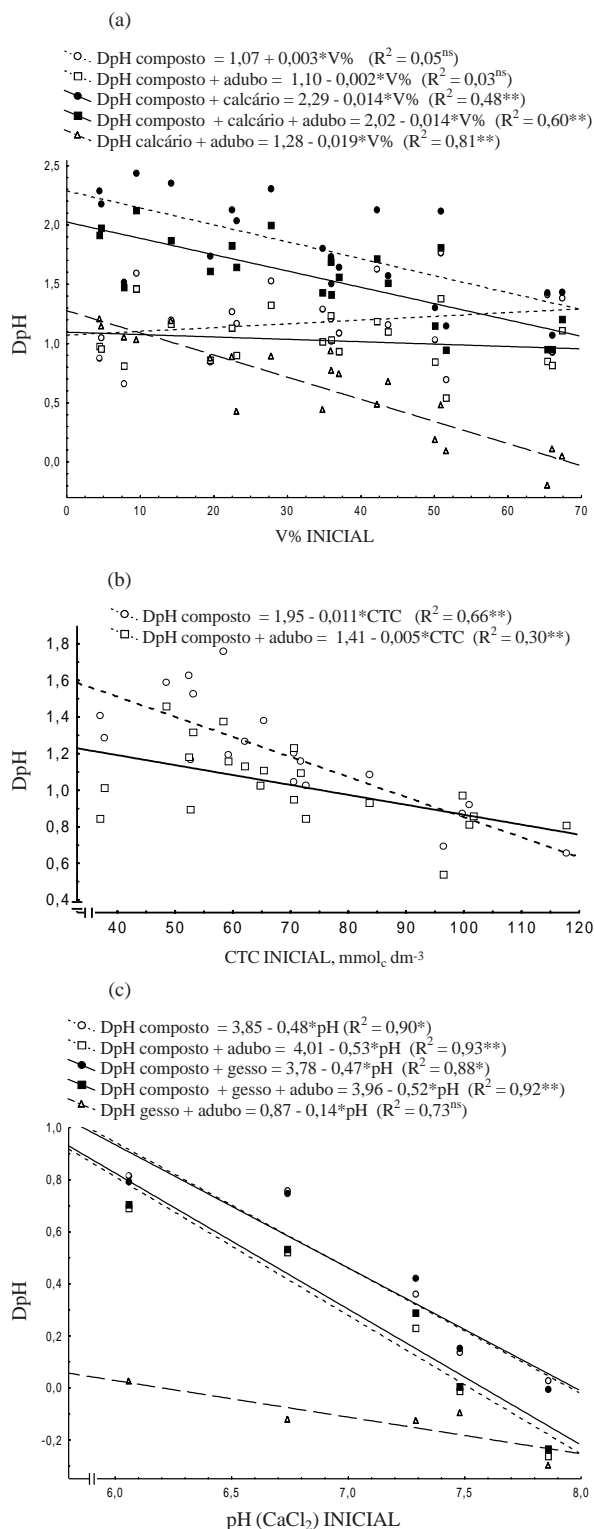 (a)
DpH composto = 1,07 + 0,003*V% (R² = 0,05ⁿˢ)
DpH composto + adubo = 1,10 - 0,002*V% (R² = 0,03ⁿˢ)
DpH composto + calcário = 2,29 - 0,014*V% (R² = 0,48**)
DpH composto + calcário + adubo = 2,02 - 0,014*V% (R² = 0,60**)
DpH calcário + adubo = 1,28 - 0,019*V% (R² = 0,81**)
2,5
2,0
1,5
1,0
0,5
0,0
DpH
0 5 10 15 20 25 30 35 40 45 50 55 60 65 70
V% INICIAL
(b)
DpH composto = 1,95 - 0,011*CTC (R² = 0,66**)
DpH composto + adubo = 1,41 - 0,005*CTC (R² = 0,30**)
1,8
1,6
1,4
1,2
1,0
0,8
0,6
0,4
DpH
40 50 60 70 80 90 100 110 120
CTC INICIAL, mmol꜀ dm⁻³
(c)
DpH composto = 3,85 - 0,48*pH (R² = 0,90*)
DpH composto + adubo = 4,01 - 0,53*pH (R² = 0,93**)
DpH composto + gesso = 3,78 - 0,47*pH (R² = 0,88*)
DpH composto + gesso + adubo = 3,96 - 0,52*pH (R² = 0,92**)
DpH gesso + adubo = 0,87 - 0,14*pH (R² = 0,73ⁿˢ)
1,0
0,8
0,6
0,4
0,2
0,0
-0,2
DpH
6,0 6,5 7,0 7,5 8,0
pH (CaCl₂) INICIAL